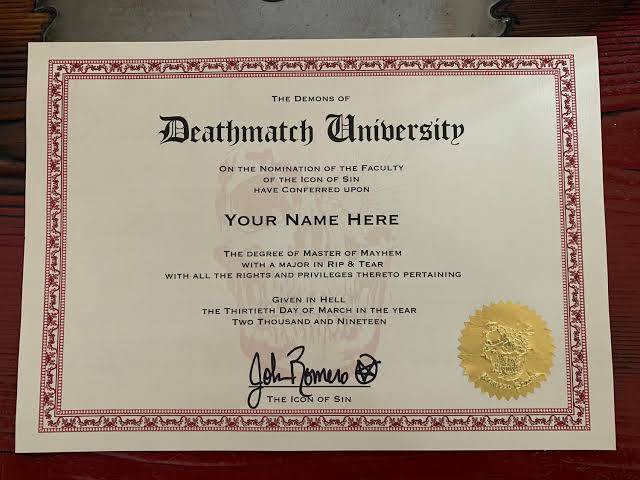 The Demons of
Deathmatch University
On the Nomination of the Faculty
of the Icon of Sin
have Conferred upon
Your Name Here
The degree of Master of Mayhem
with a major in Rip & Tear
with all the rights and privileges thereto pertaining
Given in Hell
the Thirtieth Day of March in the year
Two Thousand and Nineteen
John Romero
The Icon of Sin